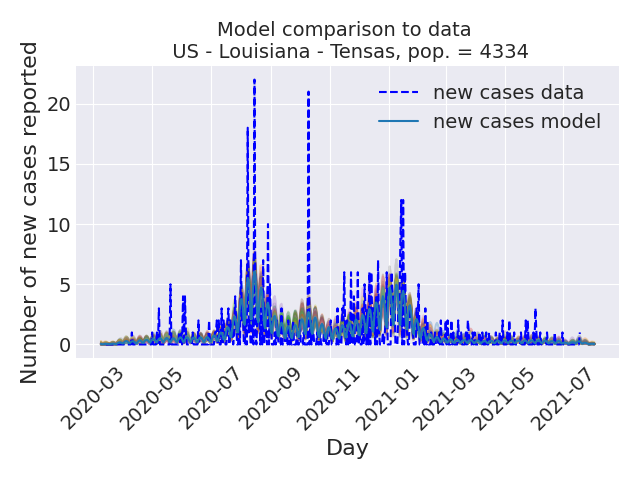 Model comparison to data
US - Louisiana - Tensas, pop. = 4334
Number of new cases reported
20
15
10
5
0
new cases data
new cases model
2020-03
2020-05
2020-07
2020-09
2020-11
2021-01
2021-03
2021-05
2021-07
Day